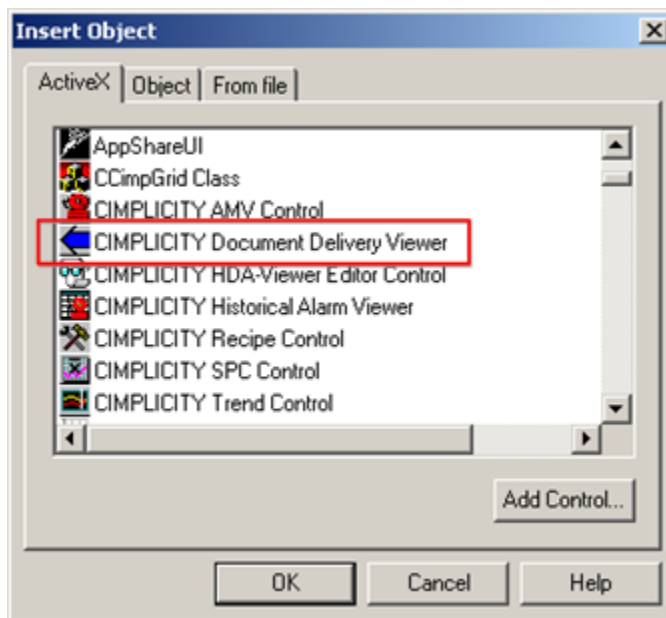 Insert Object
ActiveX Object From file
AppShareUI
CCimpGrid Class
CIMPLICITY AMV Control
CIMPLICITY Document Delivery Viewer
CIMPLICITY HDA-Viewer Editor Control
CIMPLICITY Historical Alarm Viewer
CIMPLICITY Recipe Control
CIMPLICITY SPC Control
CIMPLICITY Trend Control
Add Control...
OK Cancel Help